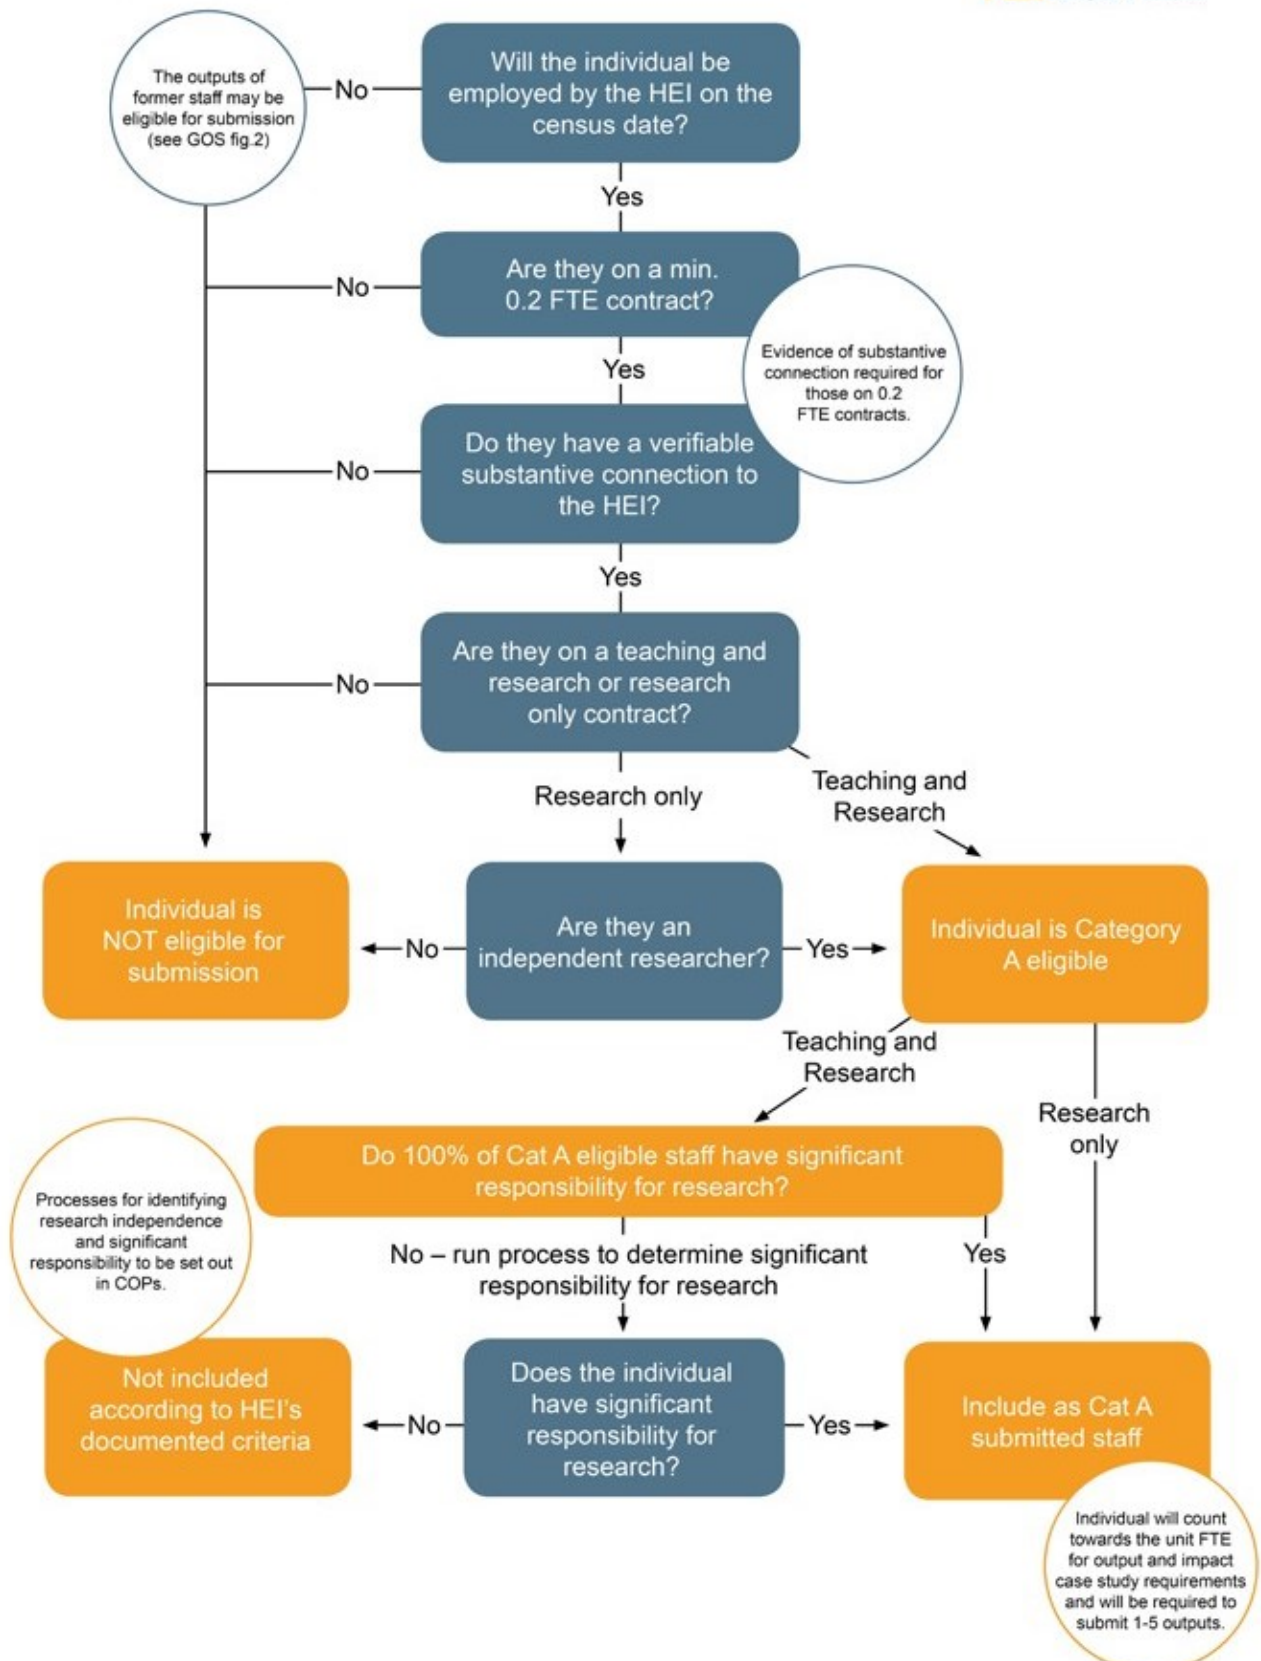 The outputs of
former staff may be
eligible for submission
(see GOS fig.2)
No
Will the individual be
employed by the HEI on the
census date?
Yes
No
Are they on a min.
0.2 FTE contract?
Evidence of substantive
connection required for
those on 0.2
FTE contracts.
Yes
No
Do they have a verifiable
substantive connection to
the HEI?
Yes
No
Are they on a teaching and
research or research
only contract?
Research only
Teaching and
Research
Individual is
NOT eligible for
submission
No
Are they an
independent researcher?
Yes
Individual is Category
A eligible
Teaching and
Research
Research
only
Do 100% of Cat A eligible staff have significant
responsibility for research?
Processes for identifying
research independence
and significant
responsibility to be set out
in COPs.
No – run process to determine significant
responsibility for research
Yes
Not included
according to HEI's
documented criteria
No
Does the individual
have significant
responsibility for
research?
Yes
Include as Cat A
submitted staff
Individual will count
towards the unit FTE
for output and impact
case study requirements
and will be required to
submit 1-5 outputs.